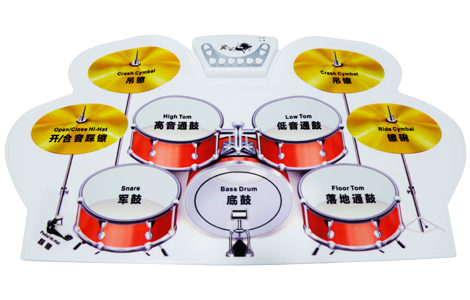 Crash Cymbal
吊镲
Crash Cymbal
吊镲
High Tom
高音通鼓
Low Tom
低音通鼓
Open/Close Hi-Hat
开/合音踩镲
Ride Cymbal
Snare
军鼓
Bass Drum
底鼓
Floor Tom
落地通鼓